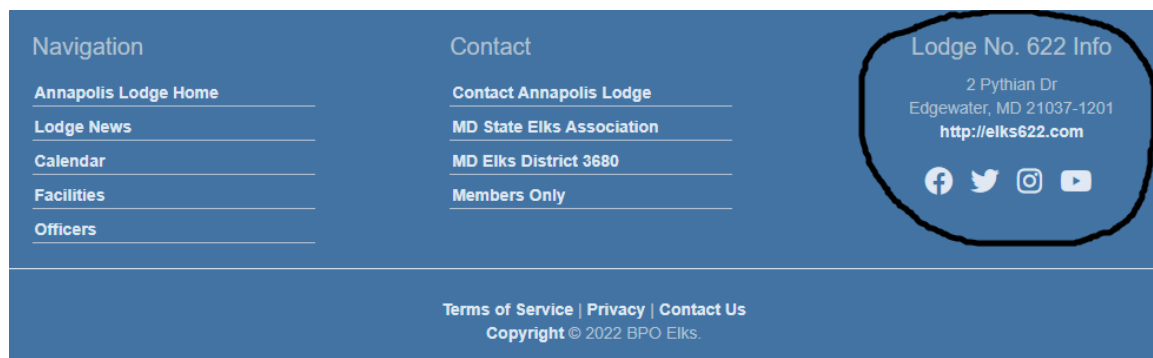 Navigation
Annapolis Lodge Home
Lodge News
Calendar
Facilities
Officers
Contact
Contact Annapolis Lodge
MD State Elks Association
MD Elks District 3680
Members Only
Lodge No. 622 Info
2 Pythian Dr
Edgewater, MD 21037-1201
http://elks622.com
Terms of Service | Privacy | Contact Us
Copyright © 2022 BPO Elks.